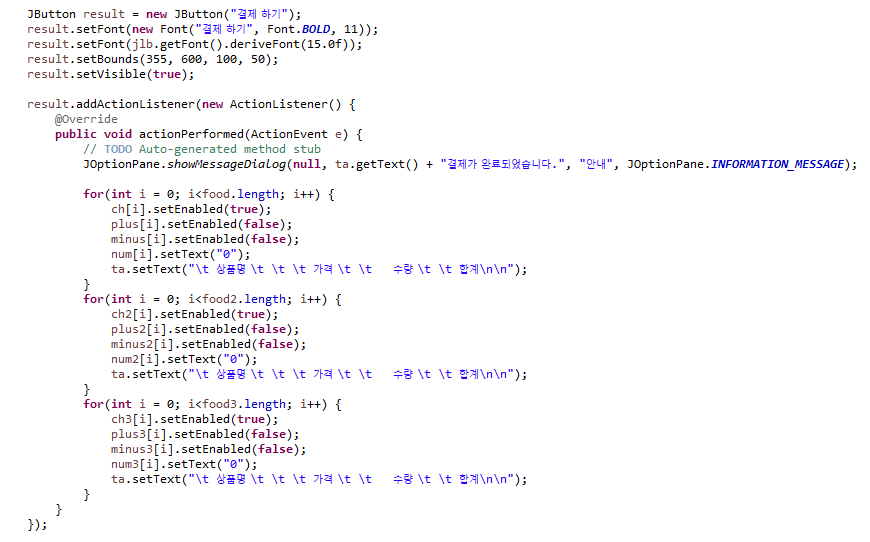 JButton result = new JButton("결제 하기");
result.setFont(new Font("결제 하기", Font.BOLD, 11));
result.setFont(jlb.getFont().deriveFont(15.0f));
result.setBounds(355, 600, 100, 50);
result.setVisible(true);

result.addActionListener(new ActionListener() {
    @Override
    public void actionPerformed(ActionEvent e) {
        // TODO Auto-generated method stub
        JOptionPane.showMessageDialog(null, ta.getText() + "결제가 완료되었습니다.", "안내", JOptionPane.INFORMATION_MESSAGE);

        for(int i = 0; i<food.length; i++) {
            ch[i].setEnabled(true);
            plus[i].setEnabled(false);
            minus[i].setEnabled(false);
            num[i].setText("0");
            ta.setText("\t 상품명 \t \t \t 가격 \t \t   수량 \t \t 합계\n\n");
        }
        for(int i = 0; i<food2.length; i++) {
            ch2[i].setEnabled(true);
            plus2[i].setEnabled(false);
            minus2[i].setEnabled(false);
            num2[i].setText("0");
            ta.setText("\t 상품명 \t \t \t 가격 \t \t   수량 \t \t 합계\n\n");
        }
        for(int i = 0; i<food3.length; i++) {
            ch3[i].setEnabled(true);
            plus3[i].setEnabled(false);
            minus3[i].setEnabled(false);
            num3[i].setText("0");
            ta.setText("\t 상품명 \t \t \t 가격 \t \t   수량 \t \t 합계\n\n");
        }
    }
});